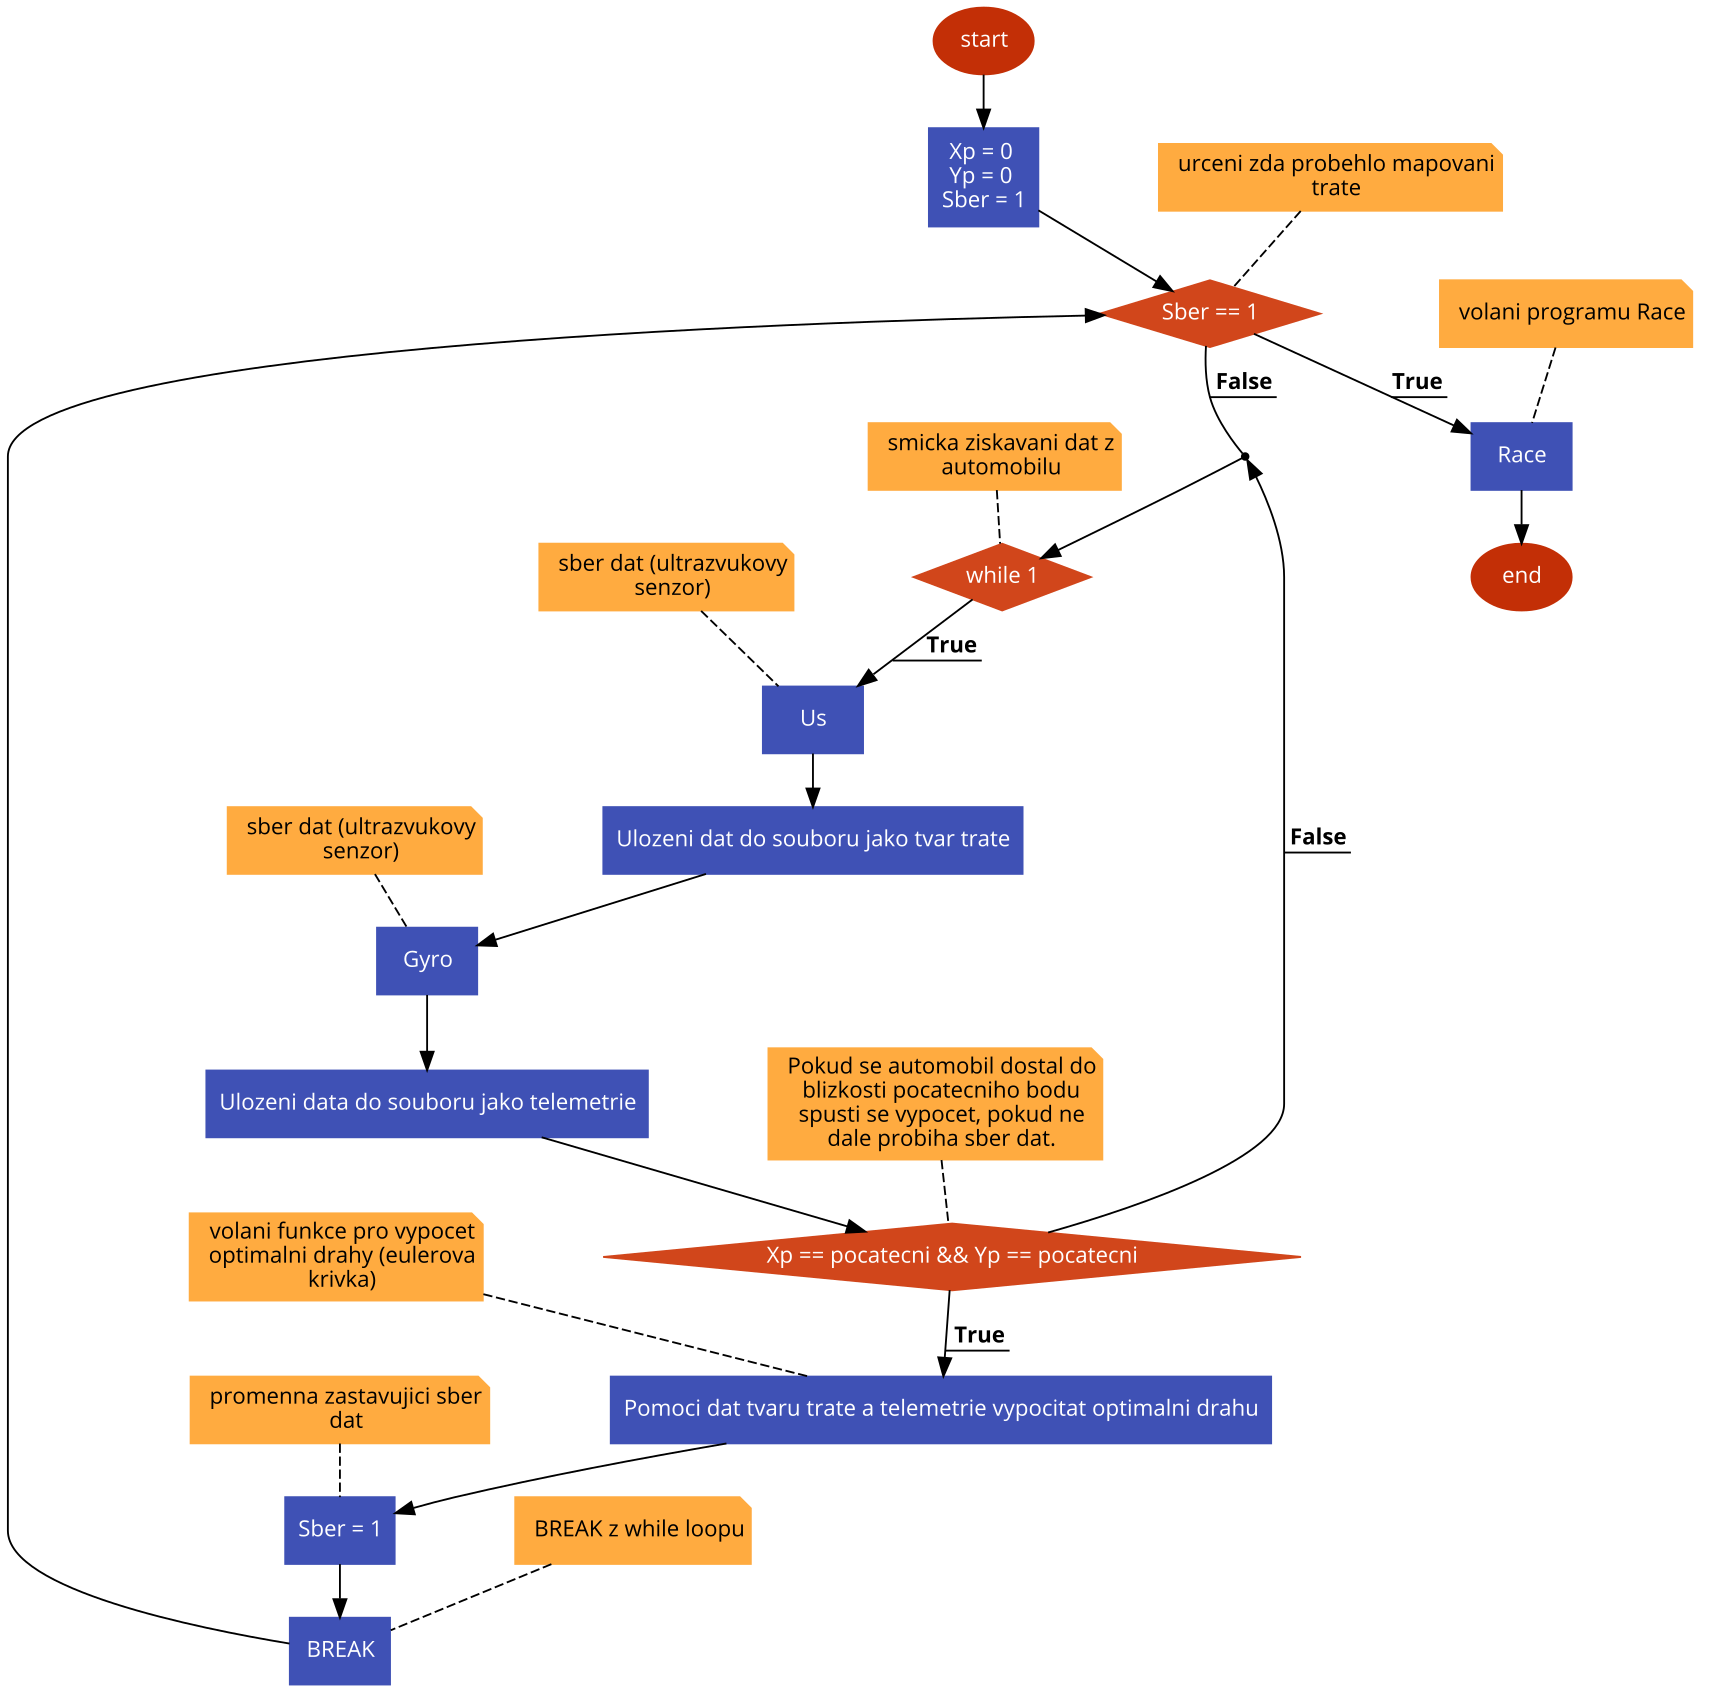 start
Xp = 0
Yp = 0
Sber = 1
urceni zda probehlo mapovani
trate
Sber == 1
volani programu Race
False
True
smicka ziskavani dat z
automobilu
Race
sber dat (ultrazvukovy
senzor)
while 1
end
True
Us
sber dat (ultrazvukovy
senzor)
Ulozeni dat do souboru jako tvar trate
False
Gyro
Pokud se automobil dostal do
blizkosti pocatecniho bodu
spusti se vypocet, pokud ne
dale probiha sber dat.
Ulozeni data do souboru jako telemetrie
volani funkce pro vypocet
optimalni drahy (eulerova
krivka)
Xp == pocatecni && Yp == pocatecni
True
promenna zastavujici sber
dat
Pomoci dat tvaru trate a telemetrie vypocitat optimalni drahu
Sber = 1
BREAK z while loopu
BREAK